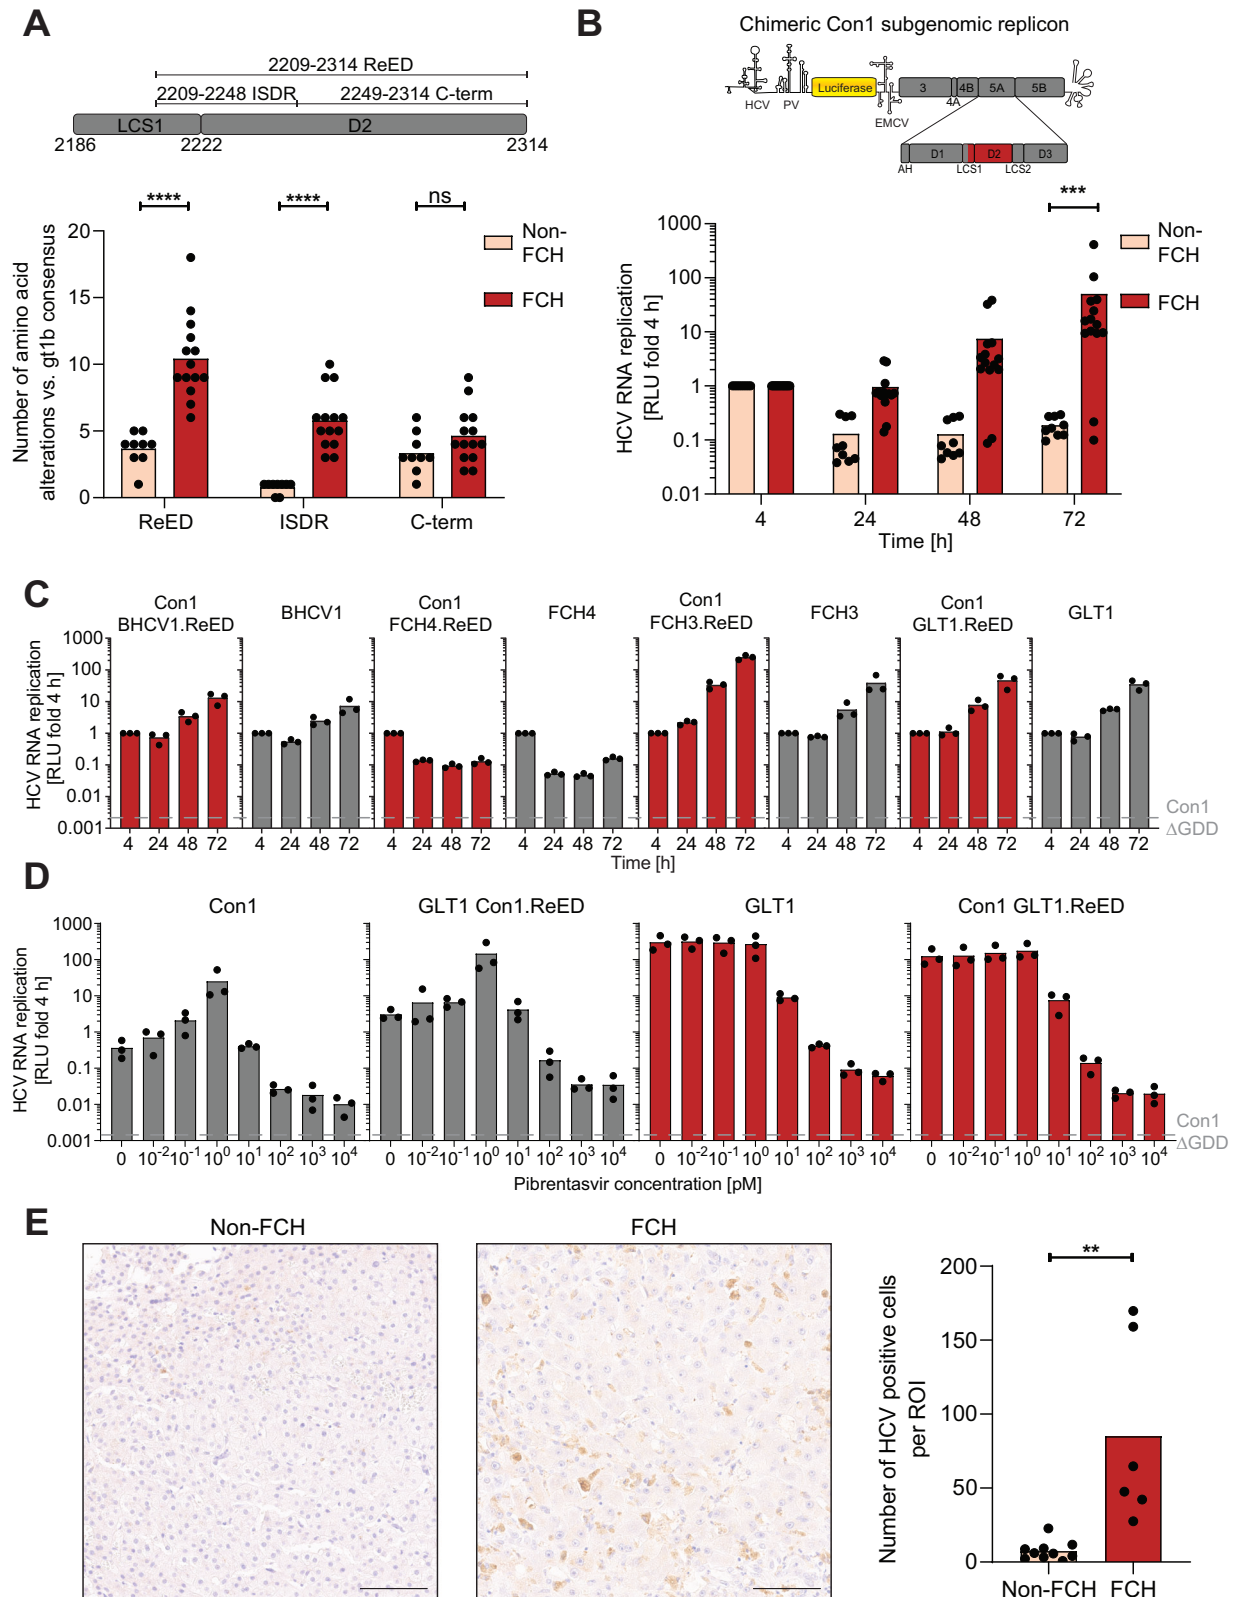 A
2209-2314 ReED
2209-2248 ISDR
2249-2314 C-term
LCS1
D2
2186
2222
2314
****
****
ns
Number of amino acid
alterations vs. gt1b consensus
20
15
10
5
0
ReED
ISDR
C-term
Non-
FCH
FCH
B
Chimeric Con1 subgenomic replicon
HCV
PV
Luciferase
EMCV
3
4A
4B
5A
5B
AH
D1
LCS1
D2
LCS2
D3
***
HCV RNA replication
[RLU fold 4 h]
1000
100
10
1
0.1
0.01
4
24
48
72
Time [h]
Non-
FCH
FCH
C
Con1
BHCV1.ReED
BHCV1
Con1
FCH4.ReED
FCH4
Con1
FCH3.ReED
FCH3
Con1
GLT1.ReED
GLT1
HCV RNA replication
[RLU fold 4 h]
1000
100
10
1
0.1
0.01
0.001
Con1
ΔGDD
4 24 48 72
4 24 48 72
4 24 48 72
4 24 48 72
4 24 48 72
4 24 48 72
4 24 48 72
4 24 48 72
Time [h]
D
Con1
GLT1 Con1.ReED
GLT1
Con1 GLT1.ReED
HCV RNA replication
[RLU fold 4 h]
1000
100
10
1
0.1
0.01
0.001
Con1
ΔGDD
0 10⁻² 10⁻¹ 10⁰ 10¹ 10² 10³ 10⁴
0 10⁻² 10⁻¹ 10⁰ 10¹ 10² 10³ 10⁴
0 10⁻² 10⁻¹ 10⁰ 10¹ 10² 10³ 10⁴
0 10⁻² 10⁻¹ 10⁰ 10¹ 10² 10³ 10⁴
Pibrentasvir concentration [pM]
E
Non-FCH
FCH
**
Number of HCV positive cells
per ROI
200
150
100
50
0
Non-FCH
FCH